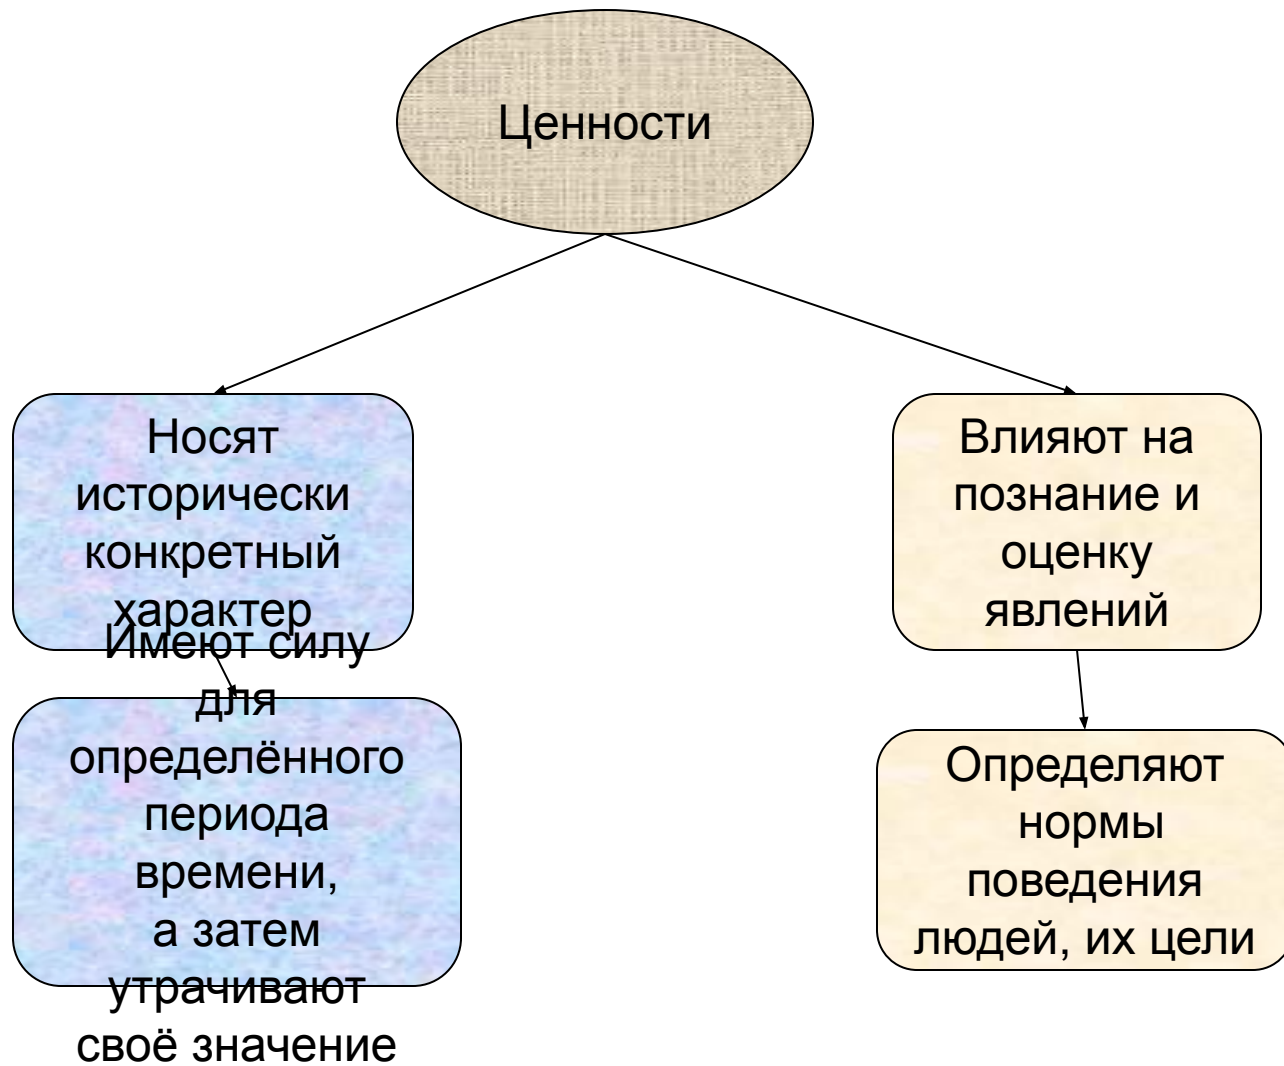 Ценности
Носят
исторически
конкретный
характер
Имеют силу
для
определённого
периода
времени,
а затем
утрачивают
своё значение
Влияют на
познание и
оценку
явлений
Определяют
нормы
поведения
людей, их цели